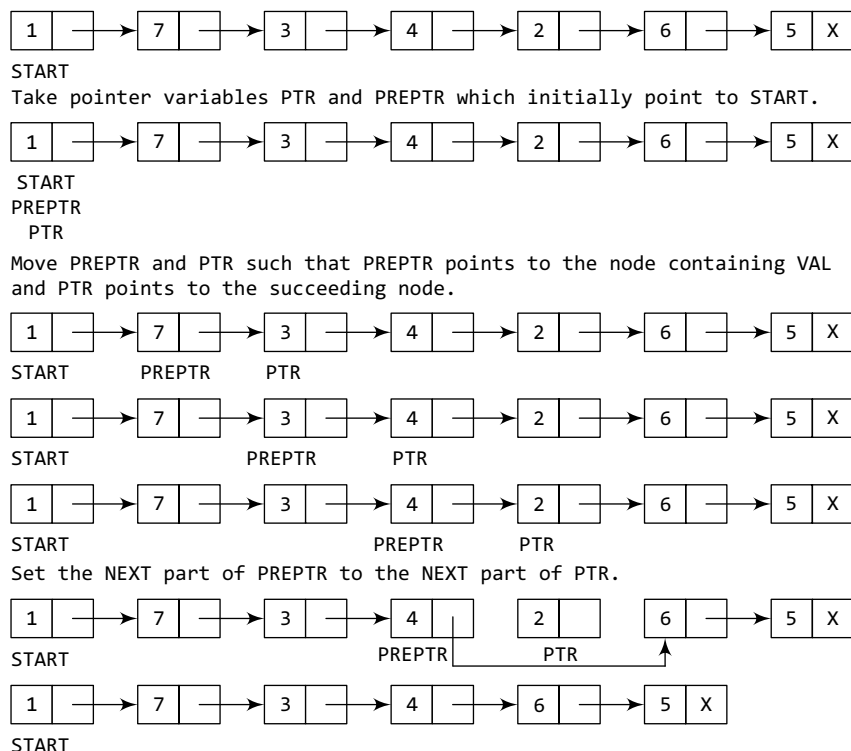 1 7 3 4 2 6 5 X
START
Take pointer variables PTR and PREPTR which initially point to START.
1 7 3 4 2 6 5 X
START
PREPTR
PTR
Move PREPTR and PTR such that PREPTR points to the node containing VAL
and PTR points to the succeeding node.
1 7 3 4 2 6 5 X
START PREPTR PTR
1 7 3 4 2 6 5 X
START PREPTR PTR
1 7 3 4 2 6 5 X
START PREPTR PTR
Set the NEXT part of PREPTR to the NEXT part of PTR.
1 7 3 4 2 6 5 X
START PREPTR PTR
1 7 3 4 6 5 X
START